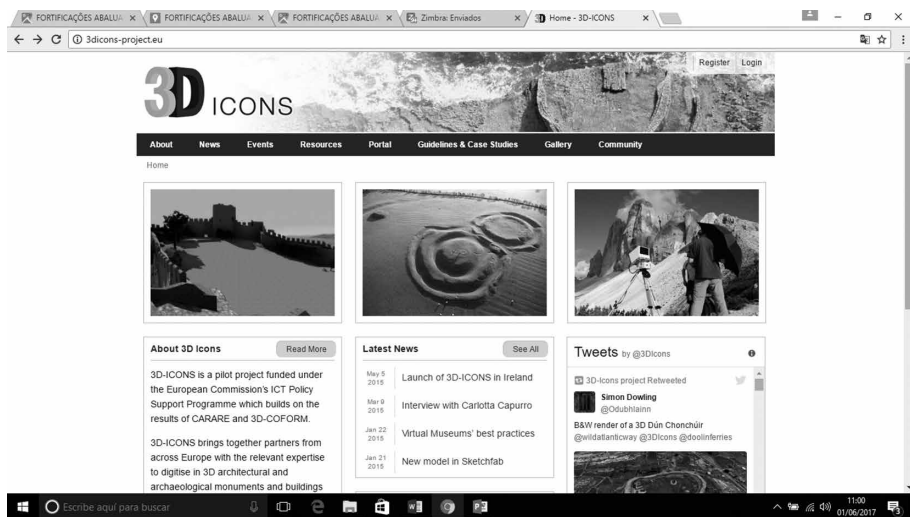 FORTIFICAÇÕES ABALUA
FORTIFICAÇÕES ABALUA
FORTIFICAÇÕES ABALUA
Zimbra: Enviados
Home - 3D-ICONS
3dicons-project.eu
Register Login
3D ICONS
About News Events Resources Portal Guidelines & Case Studies Gallery Community
Home
About 3D Icons
Read More
3D-ICONS is a pilot project funded under
the European Commission's ICT Policy
Support Programme which builds on the
results of CARARE and 3D-COFORM.
3D-ICONS brings together partners from
across Europe with the relevant expertise
to digitise in 3D architectural and
archaeological monuments and buildings
Latest News
See All
May 5
2015
Launch of 3D-ICONS in Ireland
Mar 9
2015
Interview with Carlotta Capurro
Jan 22
2015
Virtual Museums' best practices
Jan 21
2015
New model in Sketchfab
Tweets by @3DIcons
3D-Icons project Retweeted
Simon Dowling
@Odubhlainn
B&W render of a 3D Dún Chonchúir
@wildatlanticway @3DIcons @doolinferries
Escribe aquí para buscar
11:00
01/06/2017